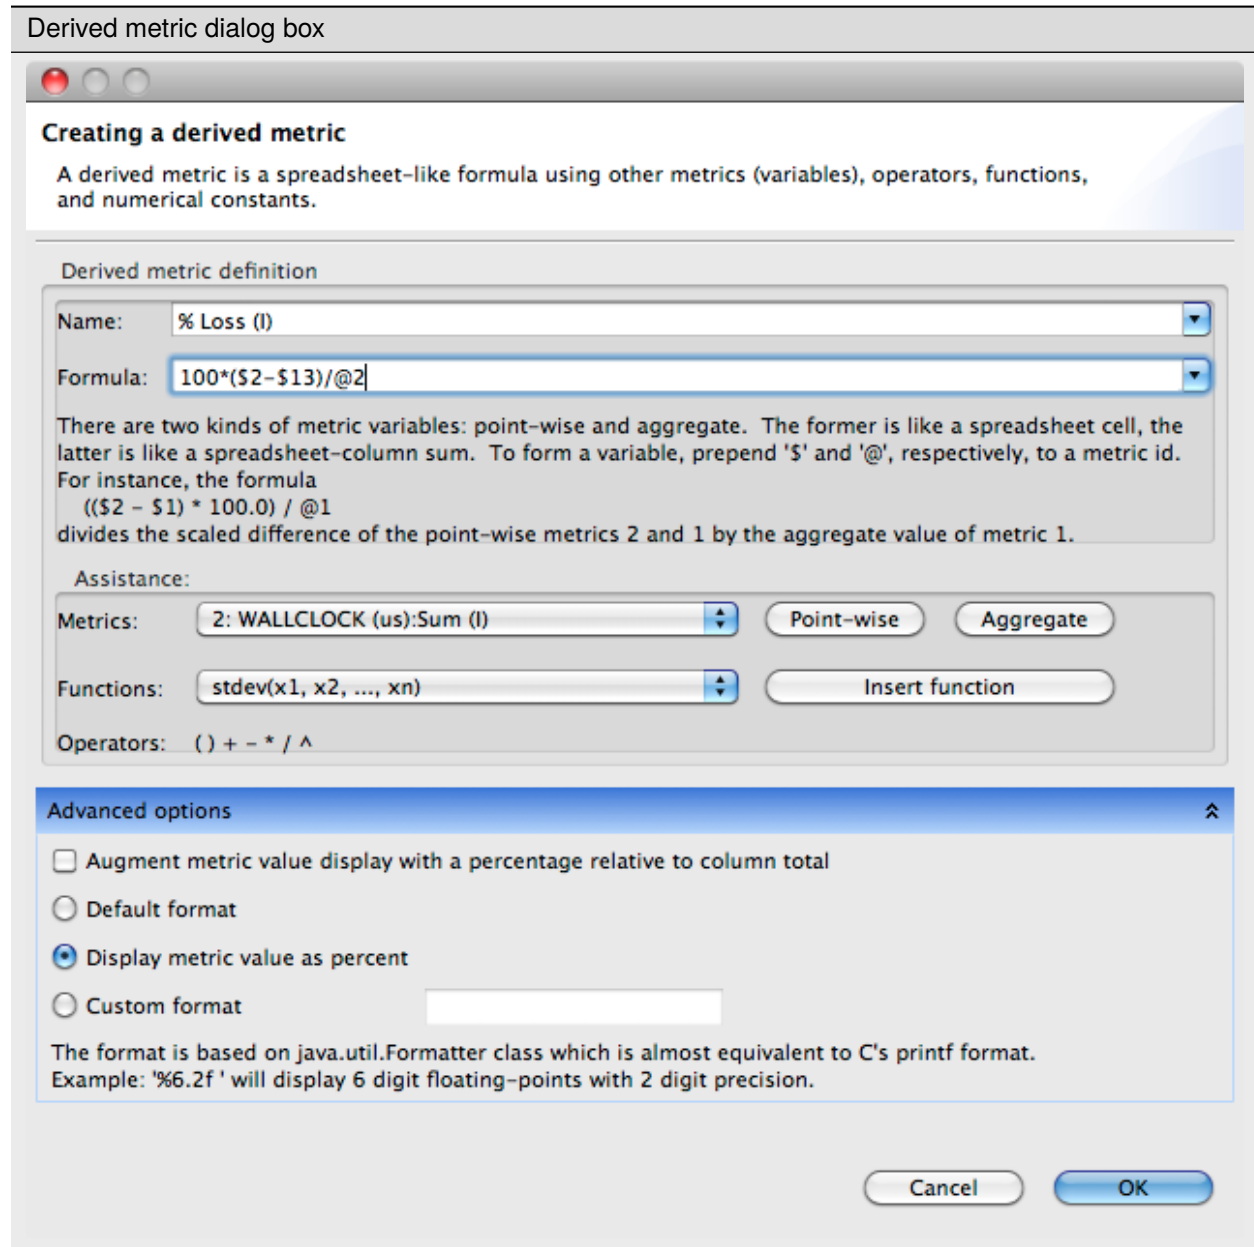 Derived metric dialog box
Creating a derived metric
A derived metric is a spreadsheet-like formula using other metrics (variables), operators, functions,
and numerical constants.
Derived metric definition
Name: % Loss (I)
Formula: 100*($2-$13)/@2
There are two kinds of metric variables: point-wise and aggregate.  The former is like a spreadsheet cell, the
latter is like a spreadsheet-column sum.  To form a variable, prepend '$' and '@', respectively, to a metric id.
For instance, the formula
(($2 - $1) * 100.0) / @1
divides the scaled difference of the point-wise metrics 2 and 1 by the aggregate value of metric 1.
Assistance:
Metrics: 2: WALLCLOCK (us):Sum (I) Point-wise Aggregate
Functions: stdev(x1, x2, ..., xn) Insert function
Operators: ( ) + - * / ^
Advanced options
Augment metric value display with a percentage relative to column total
Default format
Display metric value as percent
Custom format
The format is based on java.util.Formatter class which is almost equivalent to C's printf format.
Example: '%6.2f ' will display 6 digit floating-points with 2 digit precision.
Cancel OK